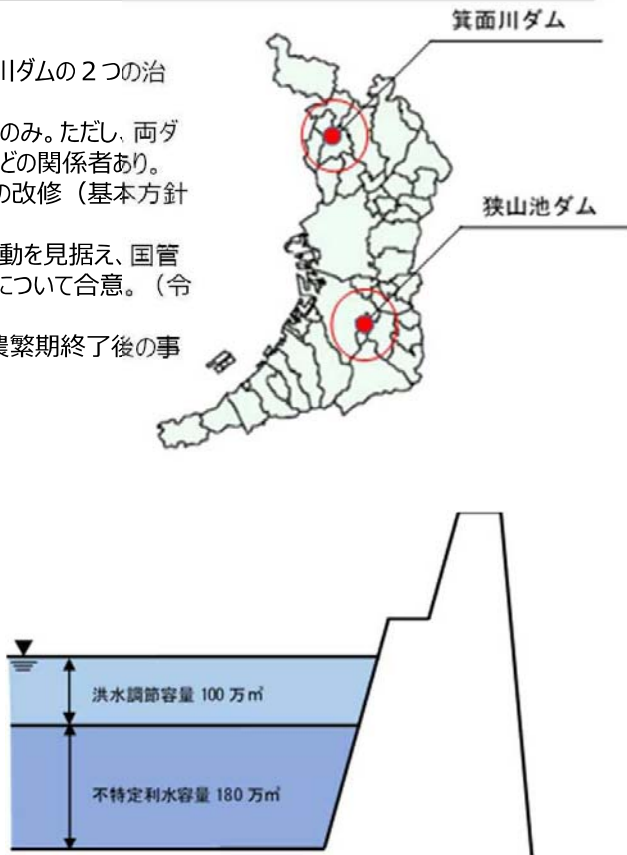 箕面川ダム
川ダムの２つの治
のみ。ただし、両ダ
どの関係者あり。
の改修（基本方針
動を見据え、国管
について合意。（令
農繁期終了後の事
狭山池ダム
洪水調節容量 100 万㎥
不特定利水容量 180 万㎥